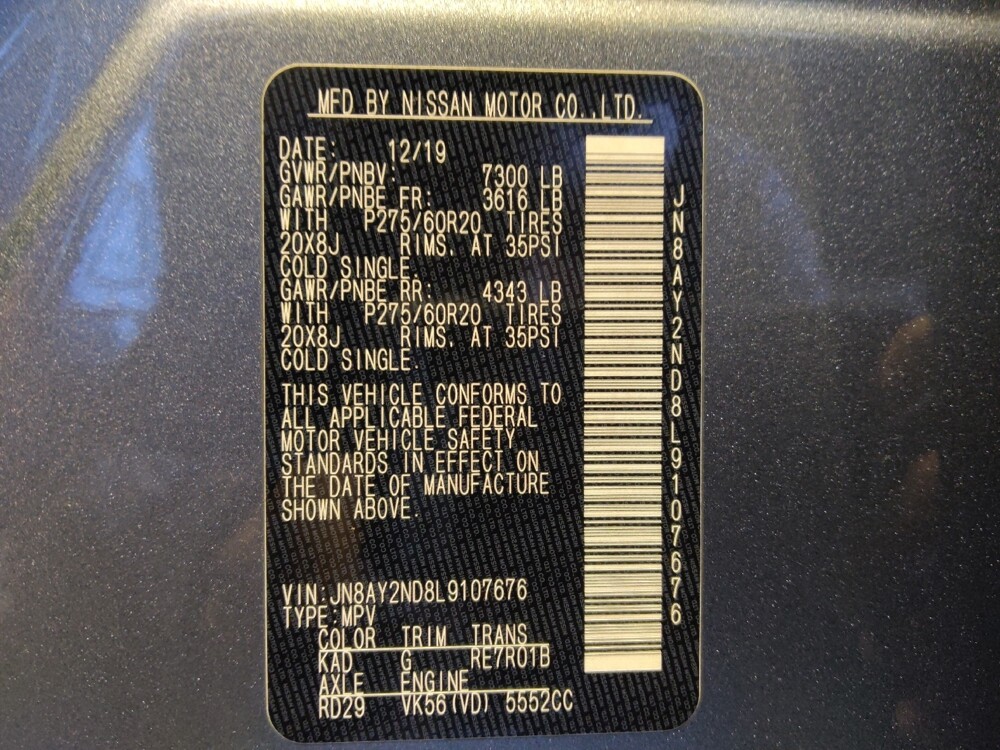 MFD BY NISSAN MOTOR CO.,LTD.
DATE: 12/19
GVWR/PNBV: 7300 LB
GAWR/PNBE FR: 3616 LB
WITH P275/60R20 TIRES
20X8J RIMS. AT 35PSI
COLD SINGLE.
GAWR/PNBE RR: 4343 LB
WITH P275/60R20 TIRES
20X8J RIMS. AT 35PSI
COLD SINGLE.
THIS VEHICLE CONFORMS TO
ALL APPLICABLE FEDERAL
MOTOR VEHICLE SAFETY
STANDARDS IN EFFECT ON
THE DATE OF MANUFACTURE
SHOWN ABOVE.
VIN:JN8AY2ND8L9107676
TYPE:MPV
COLOR TRIM TRANS
KAD G RE7R01B
AXLE ENGINE
RD29 VK56(VD) 5552CC
JN8AY2ND8L9107676